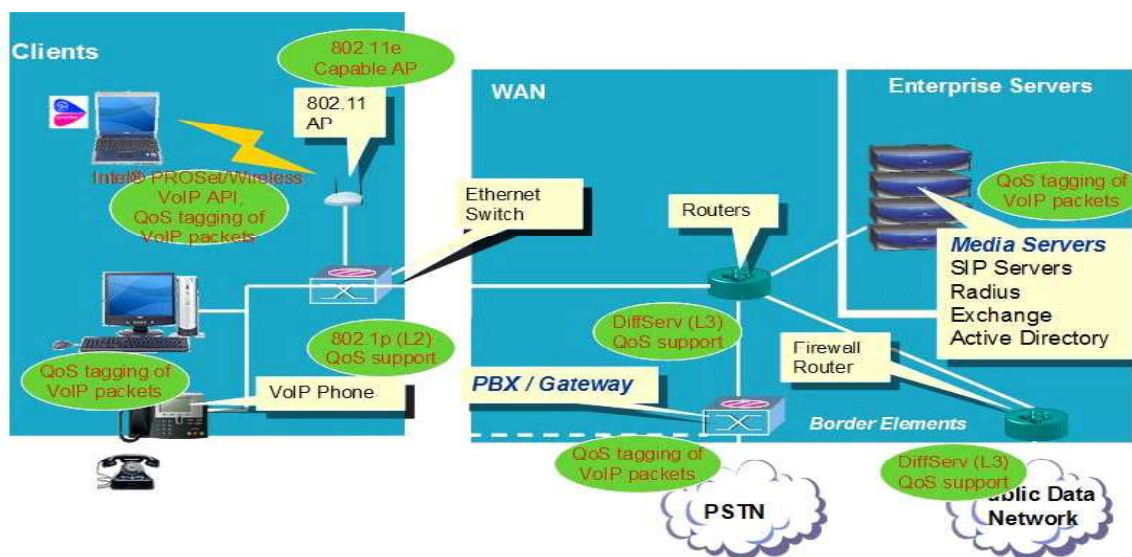 Clients
802.11e
Capable AP
802.11
AP
Intel® PROSet/Wireless
VoIP API,
QoS tagging of
VoIP packets
Ethernet
Switch
802.1p (L2)
QoS support
QoS tagging of
VoIP packets
VoIP Phone
WAN
Routers
DiffServ (L3)
QoS support
Firewall
Router
PBX / Gateway
Border Elements
QoS tagging of
VoIP packets
PSTN
Enterprise Servers
QoS tagging of
VoIP packets
Media Servers
SIP Servers
Radius
Exchange
Active Directory
DiffServ (L3)
QoS support
ublic Data
Network